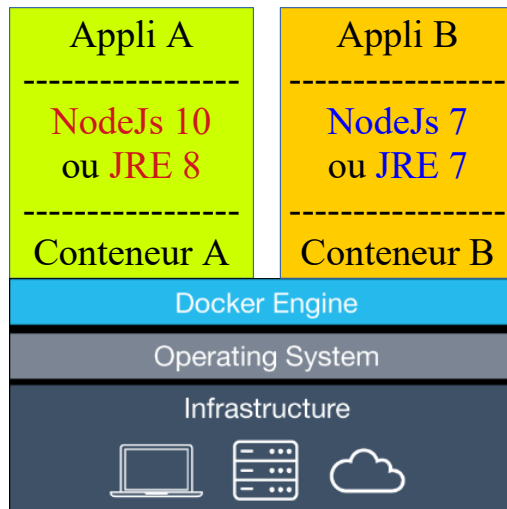 Appli A
------------------
NodeJs 10
ou JRE 8
------------------
Conteneur A
Appli B
------------------
NodeJs 7
ou JRE 7
------------------
Conteneur B
Docker Engine
Operating System
Infrastructure